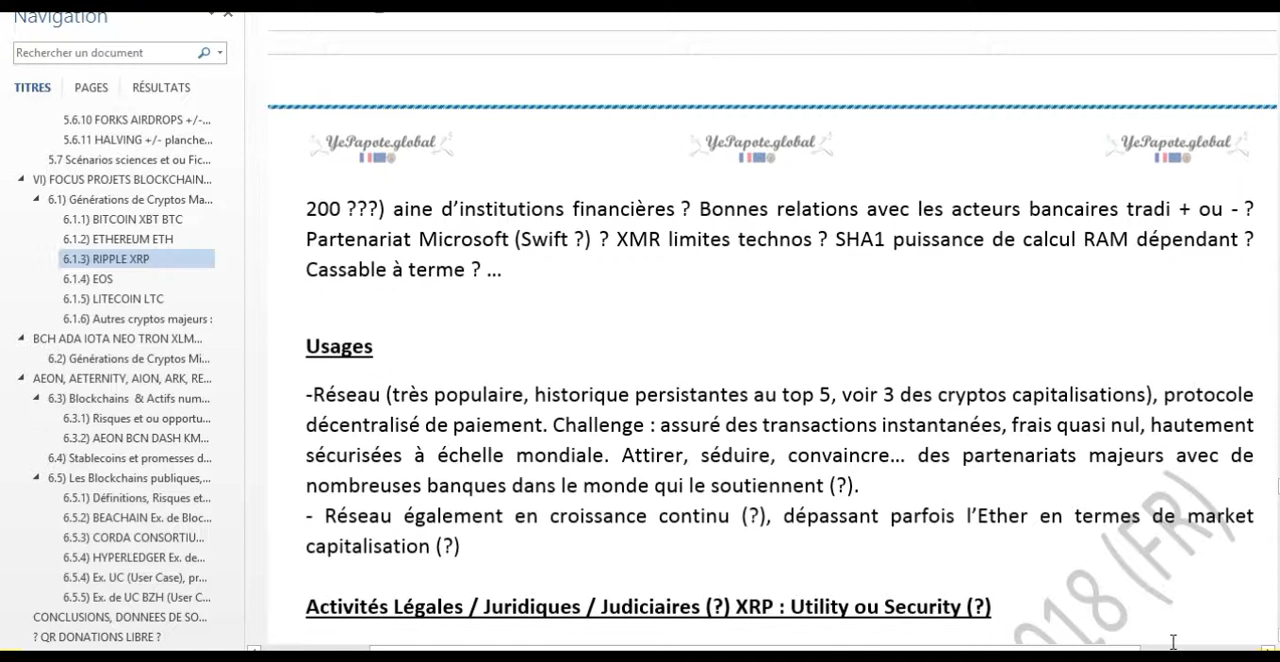 Navigation
Rechercher un document
TITRES PAGES RÉSULTATS
5.6.10 FORKS AIRDROPS +/-...
5.6.11 HALVING +/- planche...
5.7 Scénarios sciences et ou Fic...
VI) FOCUS PROJETS BLOCKCHAIN...
6.1) Générations de Cryptos Ma...
6.1.1) BITCOIN XBT BTC
6.1.2) ETHEREUM ETH
6.1.3) RIPPLE XRP
6.1.4) EOS
6.1.5) LITECOIN LTC
6.1.6) Autres cryptos majeurs :
BCH ADA IOTA NEO TRON XLM...
6.2) Générations de Cryptos Mi...
AEON, AETERNITY, AION, ARK, RE...
6.3) Blockchains & Actifs num...
6.3.1) Risques et ou opportu...
6.3.2) AEON BCN DASH KM...
6.4) Stablecoins et promesses d...
6.5) Les Blockchains publiques,...
6.5.1) Définitions, Risques et...
6.5.2) BEACHAIN Ex. de Bloc...
6.5.3) CORDA CONSORTIU...
6.5.4) HYPERLEDGER Ex. de...
6.5.4) Ex. UC (User Case), pr...
6.5.5) Ex. de UC BZH (User C...
CONCLUSIONS, DONNEES DE SO...
? QR DONATIONS LIBRE ?
YePapote.global YePapote.global YePapote.global
200 ???) aine d’institutions financières ? Bonnes relations avec les acteurs bancaires tradi + ou - ?
Partenariat Microsoft (Swift ?) ? XMR limites technos ? SHA1 puissance de calcul RAM dépendant ?
Cassable à terme ? ...
Usages
-Réseau (très populaire, historique persistantes au top 5, voir 3 des cryptos capitalisations), protocole
décentralisé de paiement. Challenge : assuré des transactions instantanées, frais quasi nul, hautement
sécurisées à échelle mondiale. Attirer, séduire, convaincre... des partenariats majeurs avec de
nombreuses banques dans le monde qui le soutiennent (?).
- Réseau également en croissance continu (?), dépassant parfois l’Ether en termes de market
capitalisation (?)
Activités Légales / Juridiques / Judiciaires (?) XRP : Utility ou Security (?)
018 (FR)